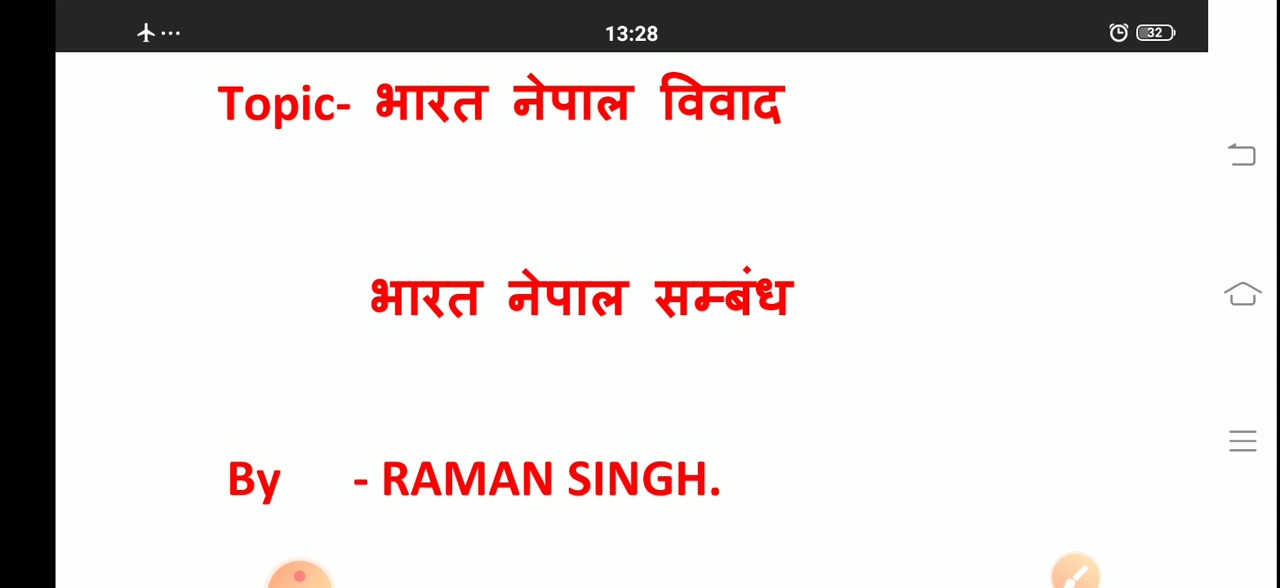 13:28
32
Topic- भारत नेपाल विवाद
भारत नेपाल सम्बंध
By - RAMAN SINGH.